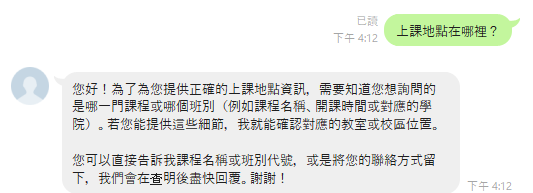 已讀
下午 4:12
上課地點在哪裡？
您好！為了為您提供正確的上課地點資訊，需要知道您想詢問的
是哪一門課程或哪個班別（例如課程名稱、開課時間或對應的學
院）。若您能提供這些細節，我就能確認對應的教室或校區位置。
您可以直接告訴我課程名稱或班別代號，或是將您的聯絡方式留
下，我們會在查明後盡快回覆。謝謝！
下午 4:12